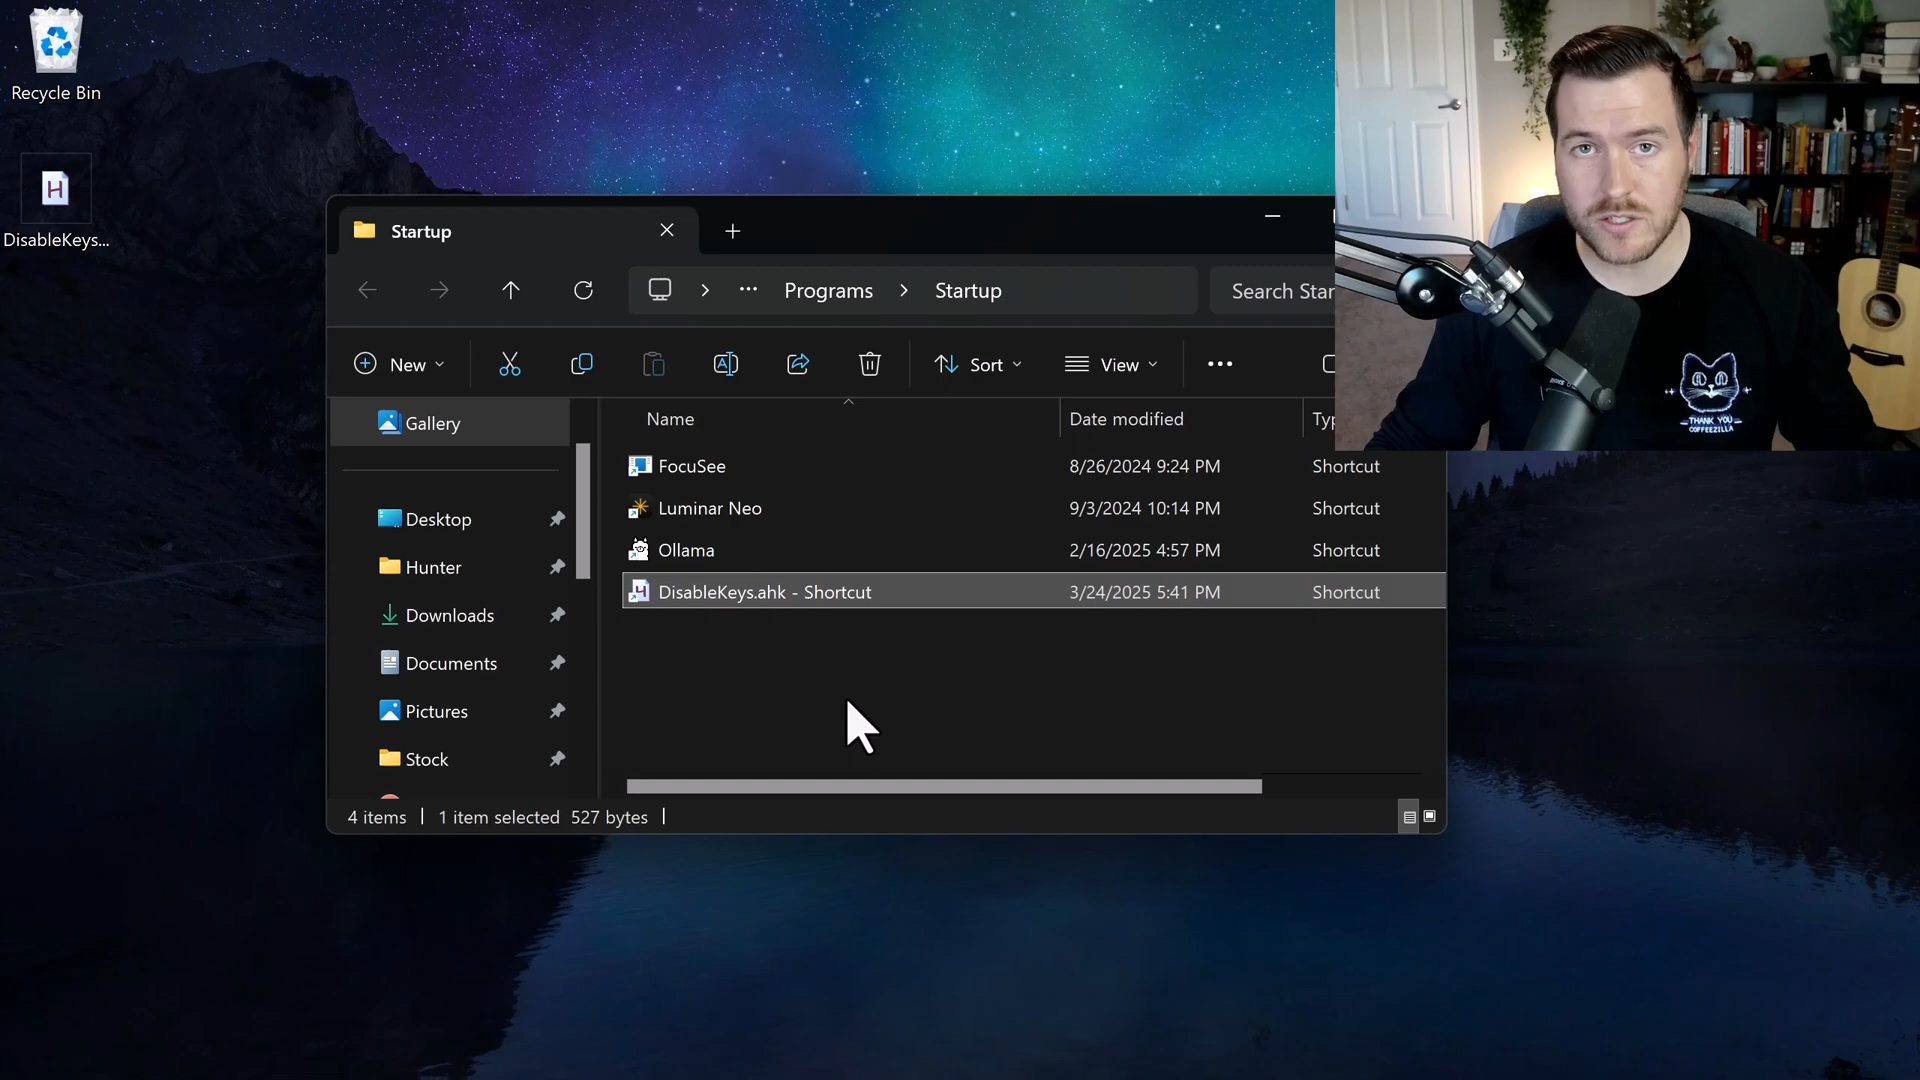 Recycle Bin
DisableKeys...
Startup
Programs
Startup
Search Star
New
Sort
View
Gallery
Desktop
Hunter
Downloads
Documents
Pictures
Stock
Name
Date modified
Typ
FocuSee
8/26/2024 9:24 PM
Shortcut
Luminar Neo
9/3/2024 10:14 PM
Shortcut
Ollama
2/16/2025 4:57 PM
Shortcut
DisableKeys.ahk - Shortcut
3/24/2025 5:41 PM
Shortcut
4 items
1 item selected
527 bytes
THANK YOU
COFFEEZILLA